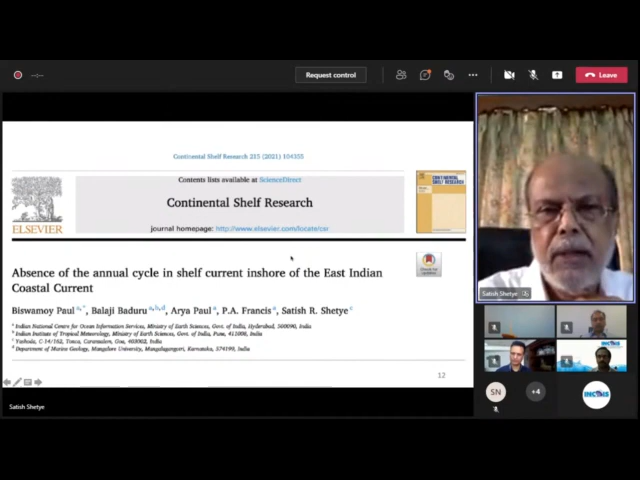 Request control
Leave
Continental Shelf Research 215 (2021) 104355
Contents lists available at ScienceDirect
Continental Shelf Research
journal homepage: http://www.elsevier.com/locate/csr
ELSEVIER
CONTINENTAL
SHELF RESEARCH
Check for
updates
Absence of the annual cycle in shelf current inshore of the East Indian
Coastal Current
Biswamoy Paul a,*, Balaji Baduru a,b,d, Arya Paul a, P.A. Francis a, Satish R. Shetye c
a Indian National Centre for Ocean Information Services, Ministry of Earth Sciences, Govt. of India, Hyderabad, 500090, India
b Indian Institute of Tropical Meteorology, Ministry of Earth Sciences, Govt. of India, Pune, 411008, India
c Yashoda, C-14/162, Tonca, Caranzalem, Goa, 403002, India
d Department of Marine Geology, Mangalore University, Mangalagangotri, Karnataka, 574199, India
12
Satish Shetye
Satish Shetye
SN
+4
INCOIS